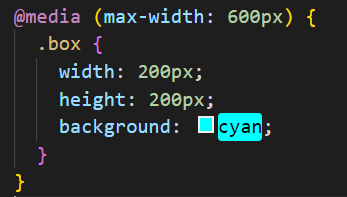 @media (max-width: 600px) {
  .box {
    width: 200px;
    height: 200px;
    background: cyan;
  }
}